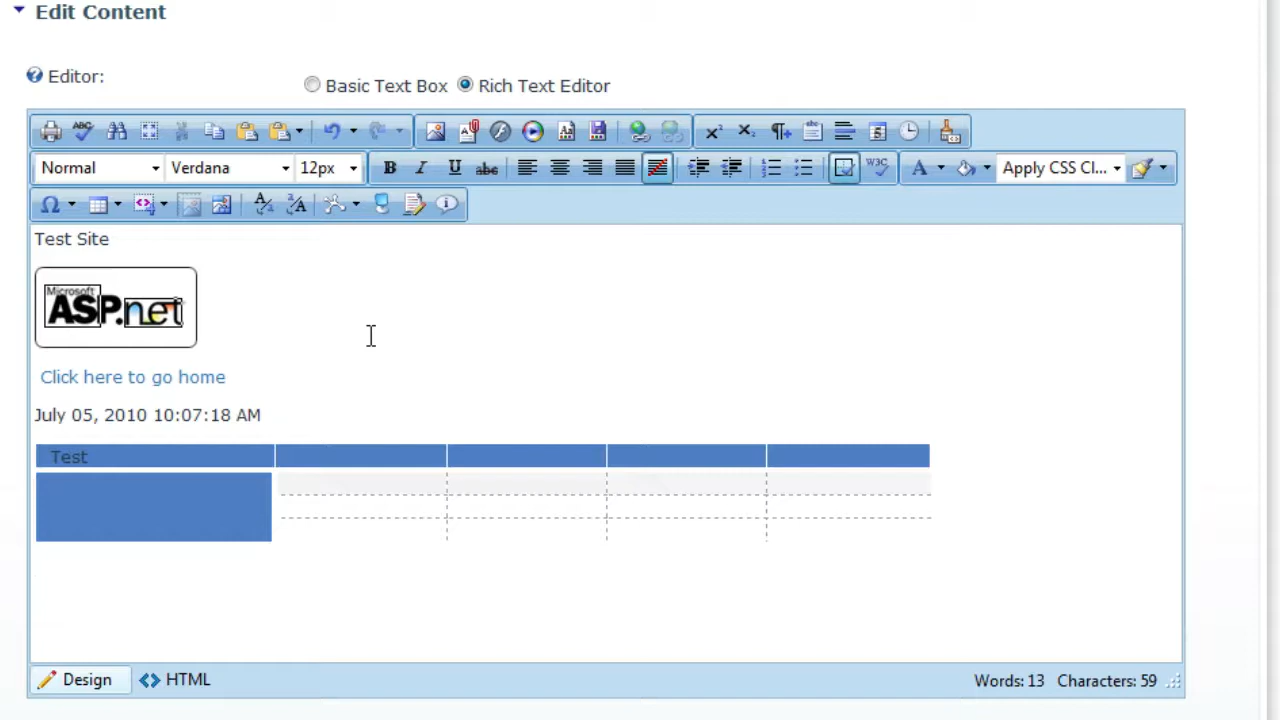 Edit Content
Editor:
Basic Text Box Rich Text Editor
Normal Verdana 12px B I U abc W3C A Apply CSS Cl...
Test Site
Microsoft
ASP.net
Click here to go home
July 05, 2010 10:07:18 AM
Test
Design HTML Words: 13 Characters: 59